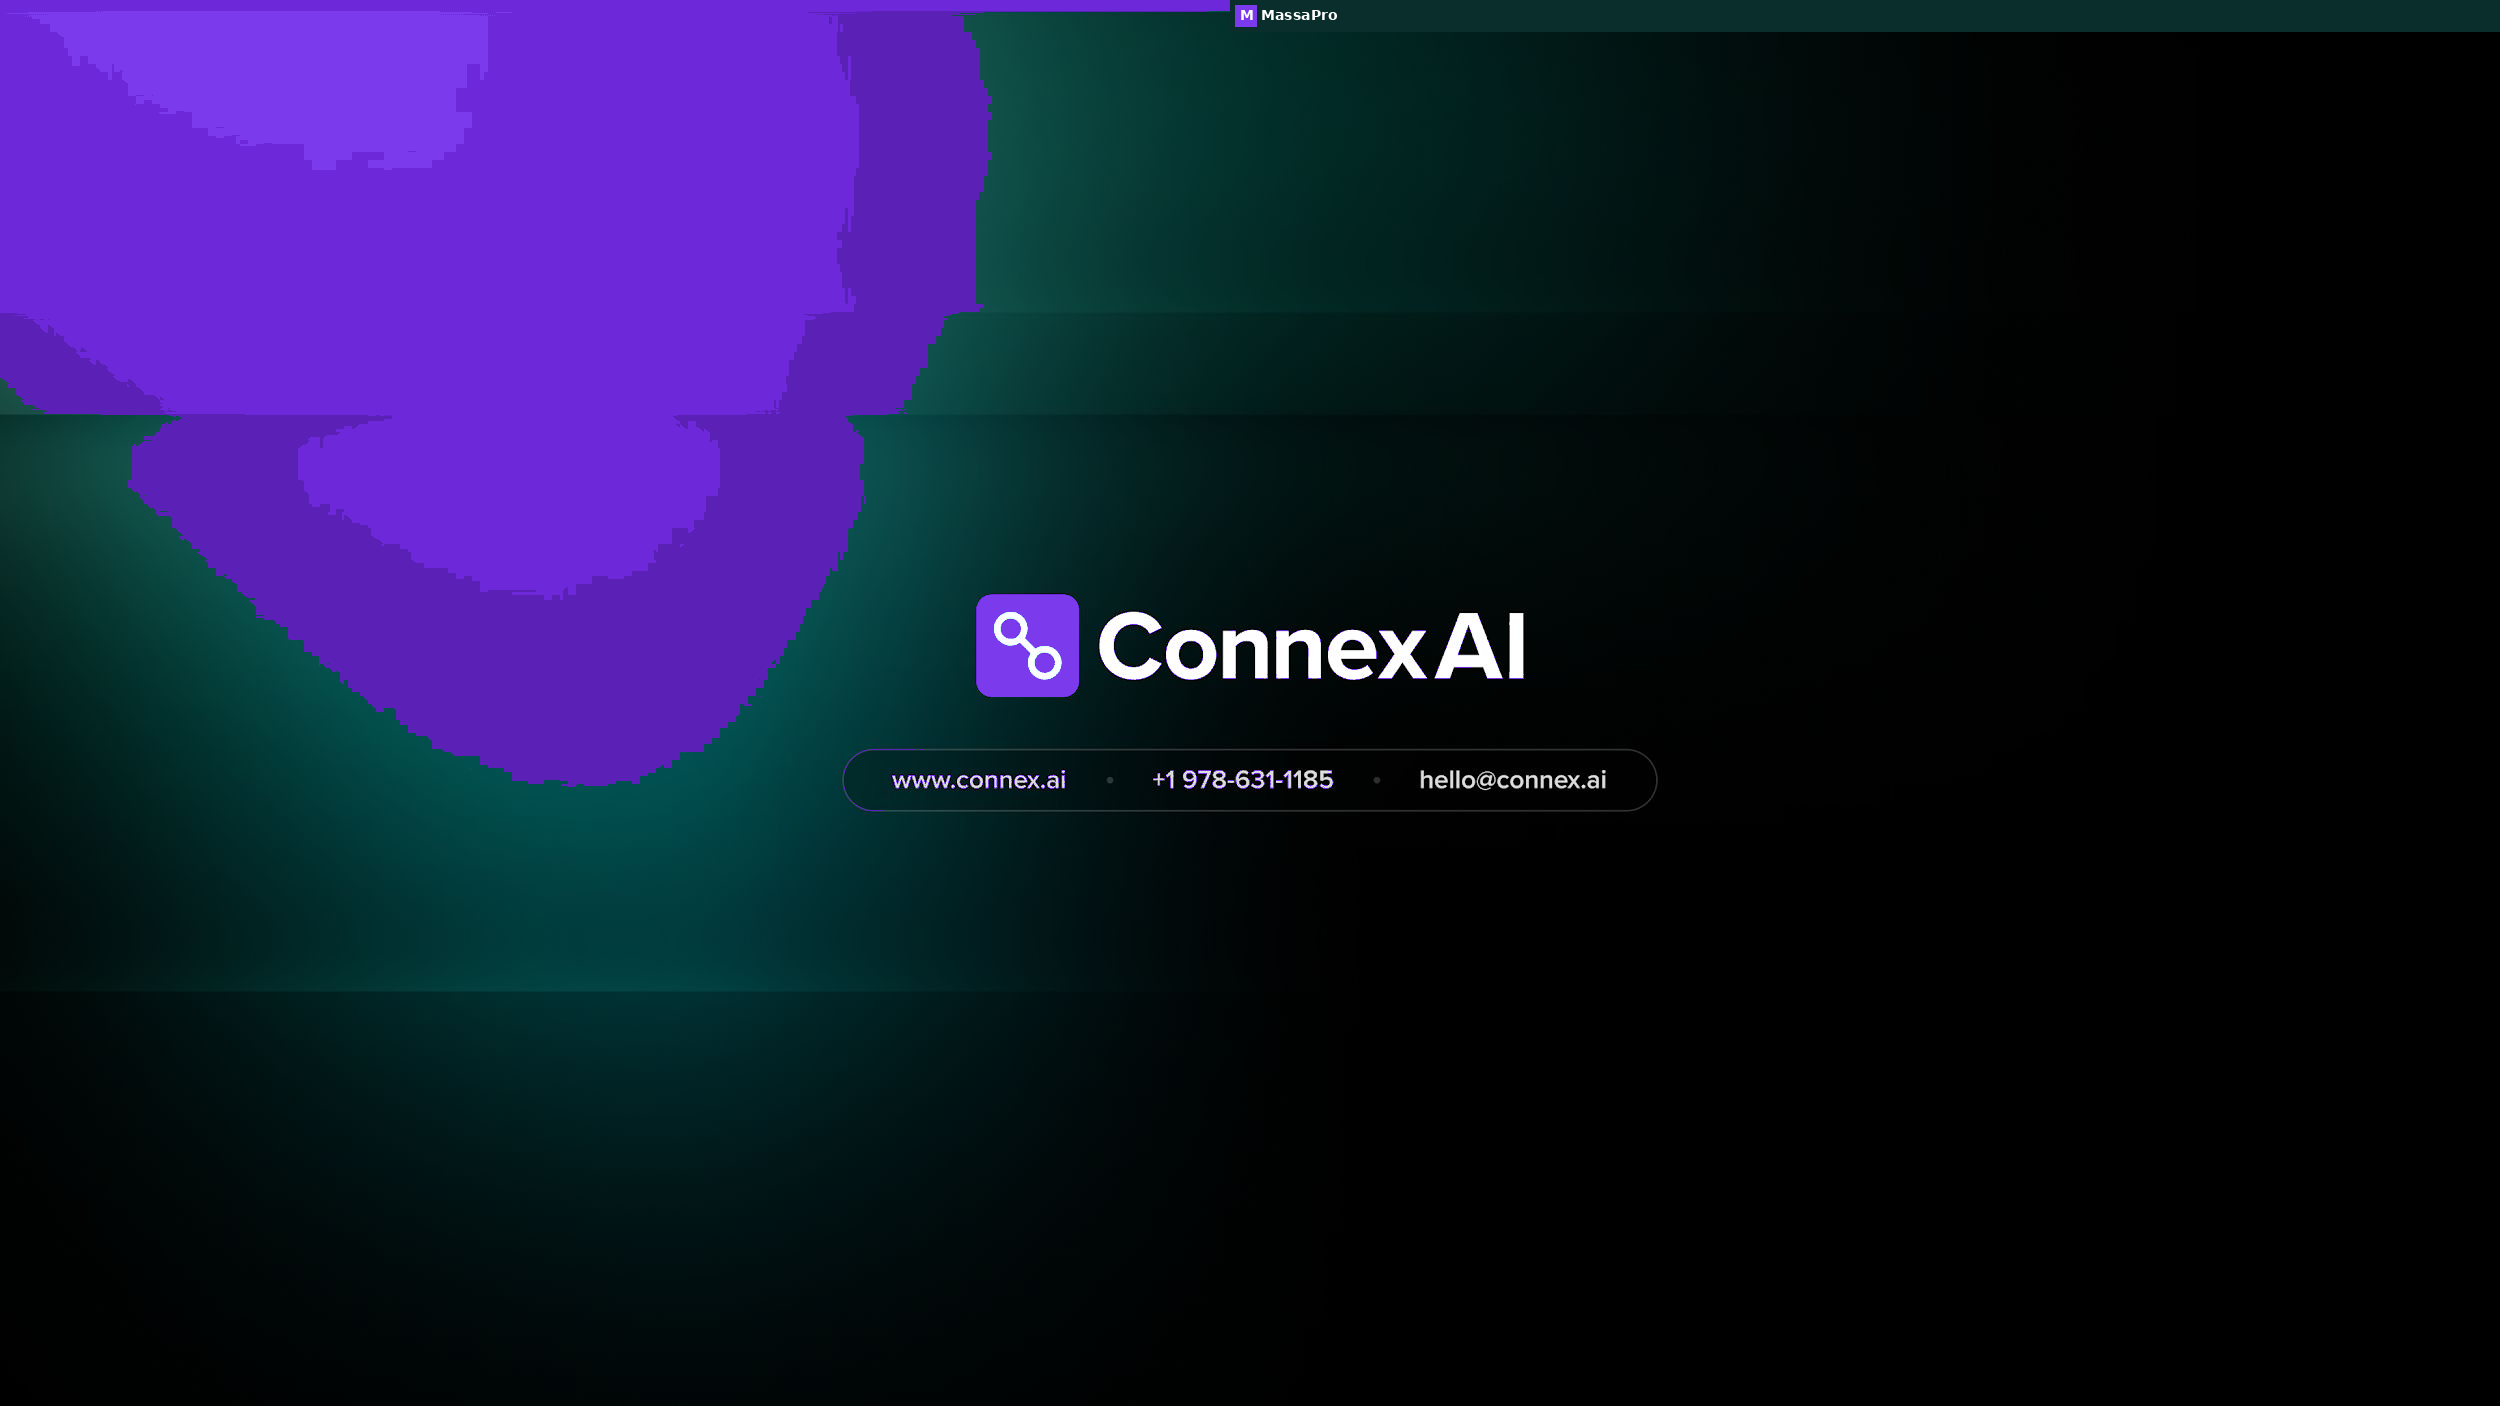 M MassaPro
ConnexAI
www.connex.ai • +1 978-631-1185 • hello@connex.ai